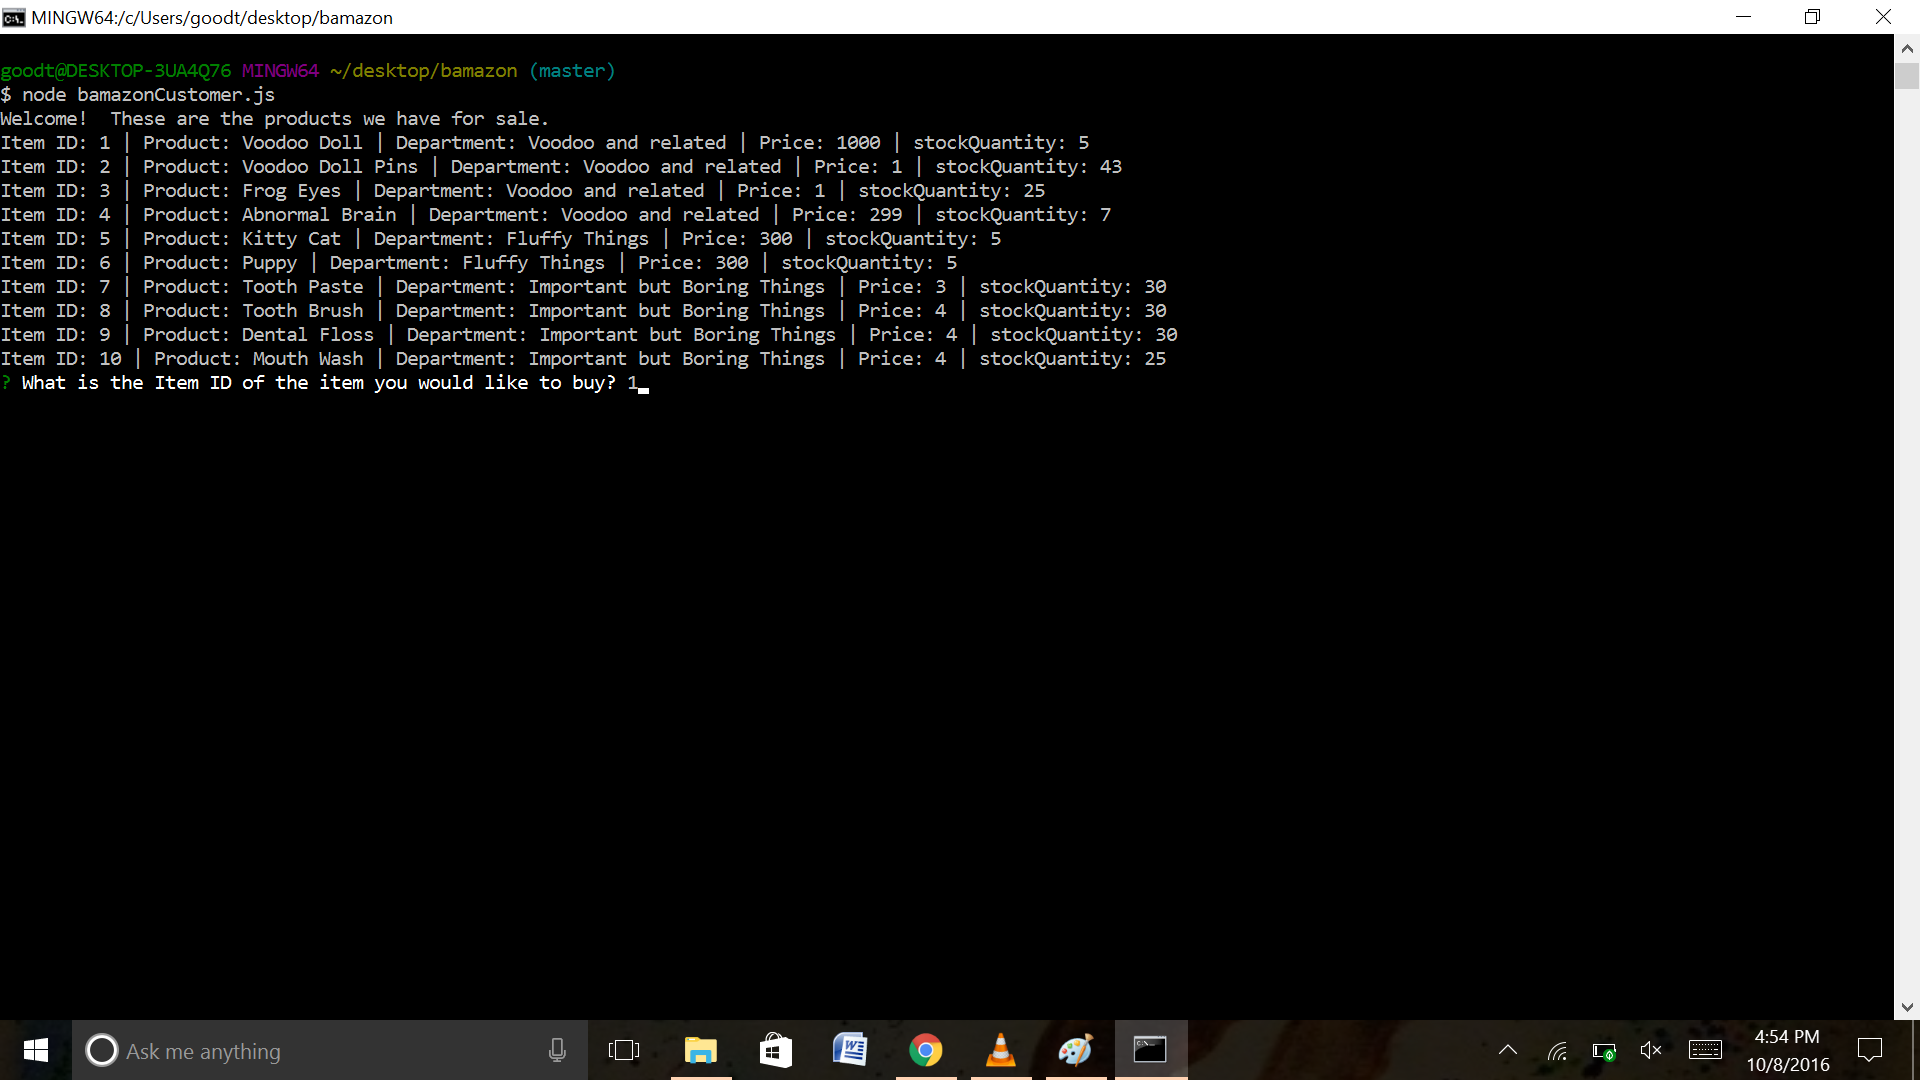 MINGW64:/c/Users/goodt/desktop/bamazon
goodt@DESKTOP-3UA4Q76 MINGW64 ~/desktop/bamazon (master)
$ node bamazonCustomer.js
Welcome!  These are the products we have for sale.
Item ID: 1 | Product: Voodoo Doll | Department: Voodoo and related | Price: 1000 | stockQuantity: 5
Item ID: 2 | Product: Voodoo Doll Pins | Department: Voodoo and related | Price: 1 | stockQuantity: 43
Item ID: 3 | Product: Frog Eyes | Department: Voodoo and related | Price: 1 | stockQuantity: 25
Item ID: 4 | Product: Abnormal Brain | Department: Voodoo and related | Price: 299 | stockQuantity: 7
Item ID: 5 | Product: Kitty Cat | Department: Fluffy Things | Price: 300 | stockQuantity: 5
Item ID: 6 | Product: Puppy | Department: Fluffy Things | Price: 300 | stockQuantity: 5
Item ID: 7 | Product: Tooth Paste | Department: Important but Boring Things | Price: 3 | stockQuantity: 30
Item ID: 8 | Product: Tooth Brush | Department: Important but Boring Things | Price: 4 | stockQuantity: 30
Item ID: 9 | Product: Dental Floss | Department: Important but Boring Things | Price: 4 | stockQuantity: 30
Item ID: 10 | Product: Mouth Wash | Department: Important but Boring Things | Price: 4 | stockQuantity: 25
? What is the Item ID of the item you would like to buy? 1
Ask me anything
4:54 PM
10/8/2016